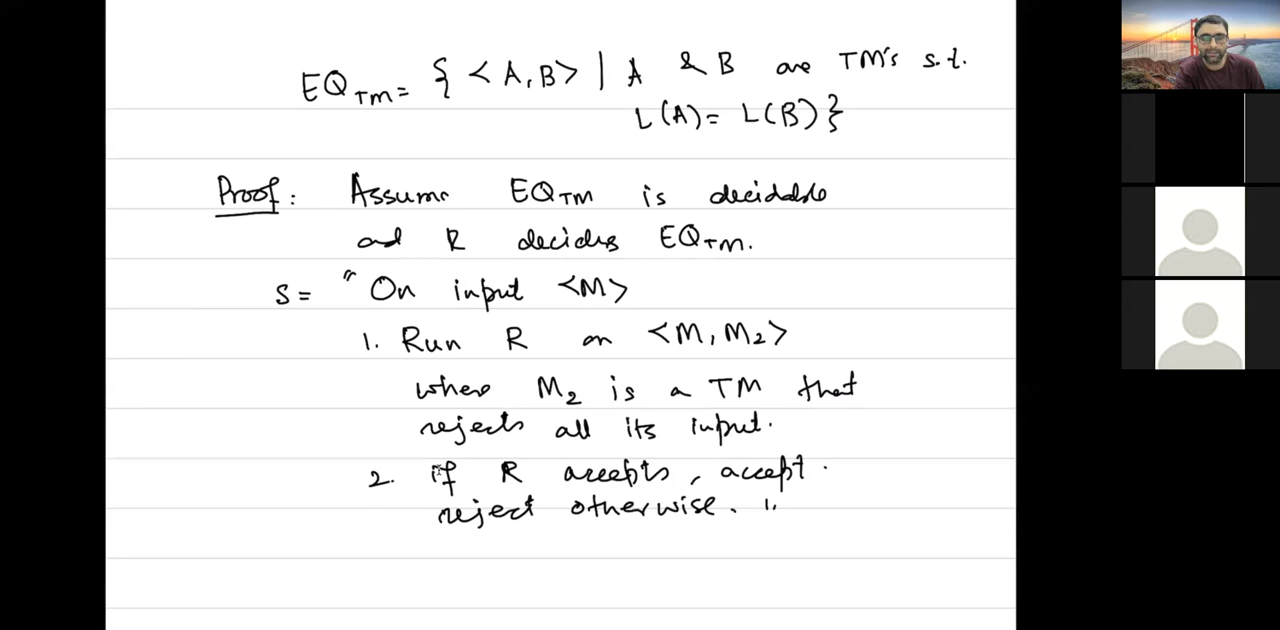 EQTM = { < A, B > | A & B are TM's s.t.
L(A) = L(B) }
Proof : Assume EQTM is decidable
and R decides EQTM.
S = " On input <M>
1. Run R on <M, M2>
where M2 is a TM that
rejects all its input.
2. if R accepts, accept.
reject otherwise. "